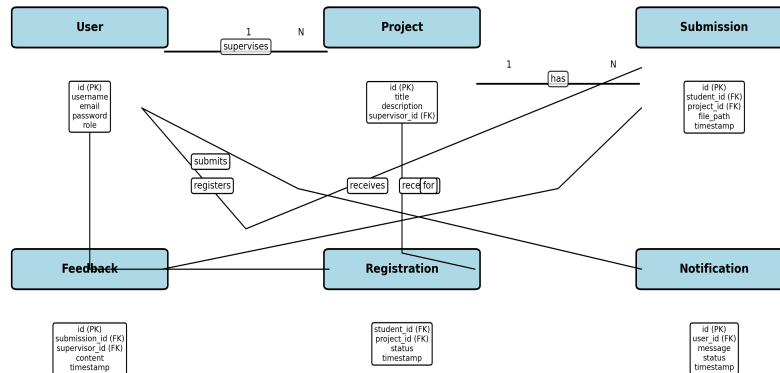 User
Project
Submission
1
N
supervises
1
N
has
id (PK)
username
email
password
role
id (PK)
title
description
supervisor_id (FK)
id (PK)
student_id (FK)
project_id (FK)
file_path
timestamp
submits
registers
receives
rece
for
Feedback
Registration
Notification
id (PK)
submission_id (FK)
supervisor_id (FK)
content
timestamp
student_id (FK)
project_id (FK)
status
timestamp
id (PK)
user_id (FK)
message
status
timestamp